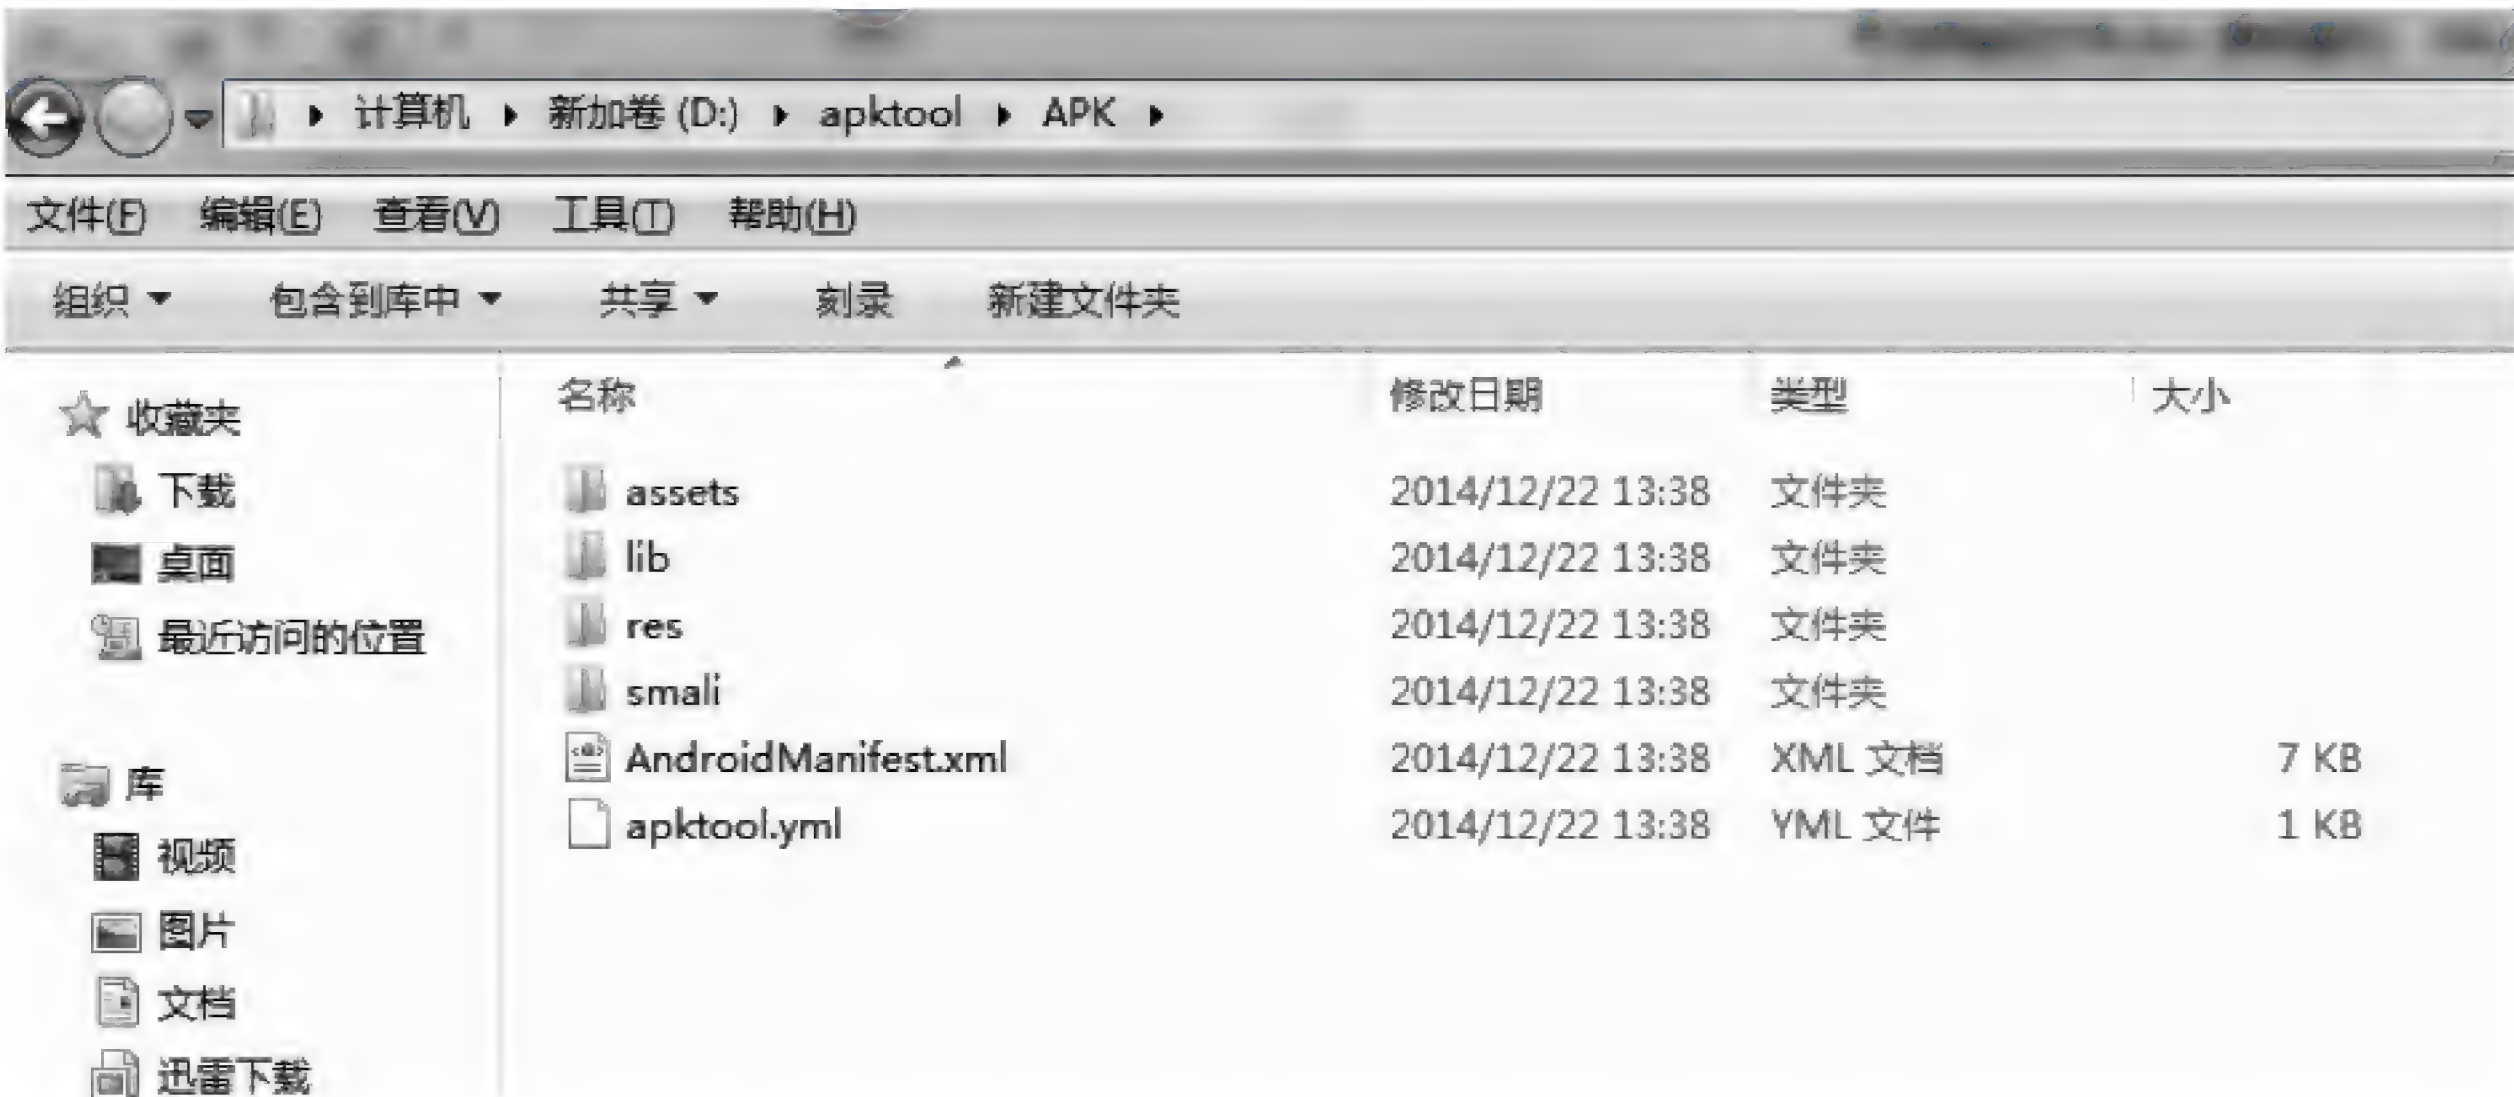 计算机 新加卷 (D:) apktool APK
文件(F) 编辑(E) 查看(V) 工具(T) 帮助(H)
组织 包含到库中 共享 刻录 新建文件夹
收藏夹
下载
桌面
最近访问的位置
库
视频
图片
文档
迅雷下载
名称 修改日期 类型 大小
assets 2014/12/22 13:38 文件夹
lib 2014/12/22 13:38 文件夹
res 2014/12/22 13:38 文件夹
smali 2014/12/22 13:38 文件夹
AndroidManifest.xml 2014/12/22 13:38 XML 文档 7 KB
apktool.yml 2014/12/22 13:38 YML 文件 1 KB